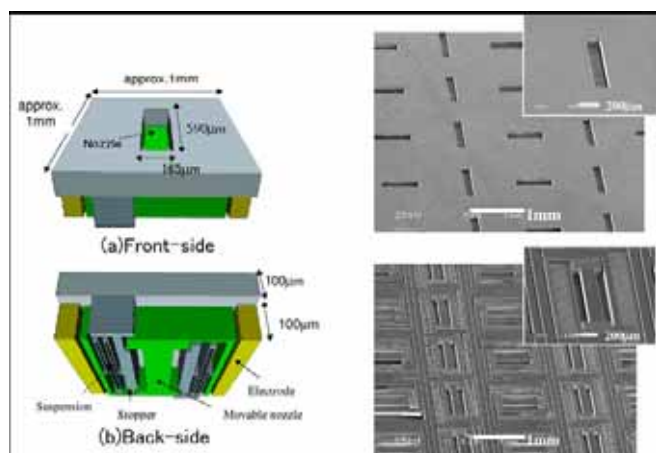 approx.1mm
approx.
1mm
Nozzle
590μm
160μm
(a)Front-side
100μm
100μm
Suspension
Stopper
Electrode
Movable nozzle
(b)Back-side
200μm
1mm
200μm
1mm